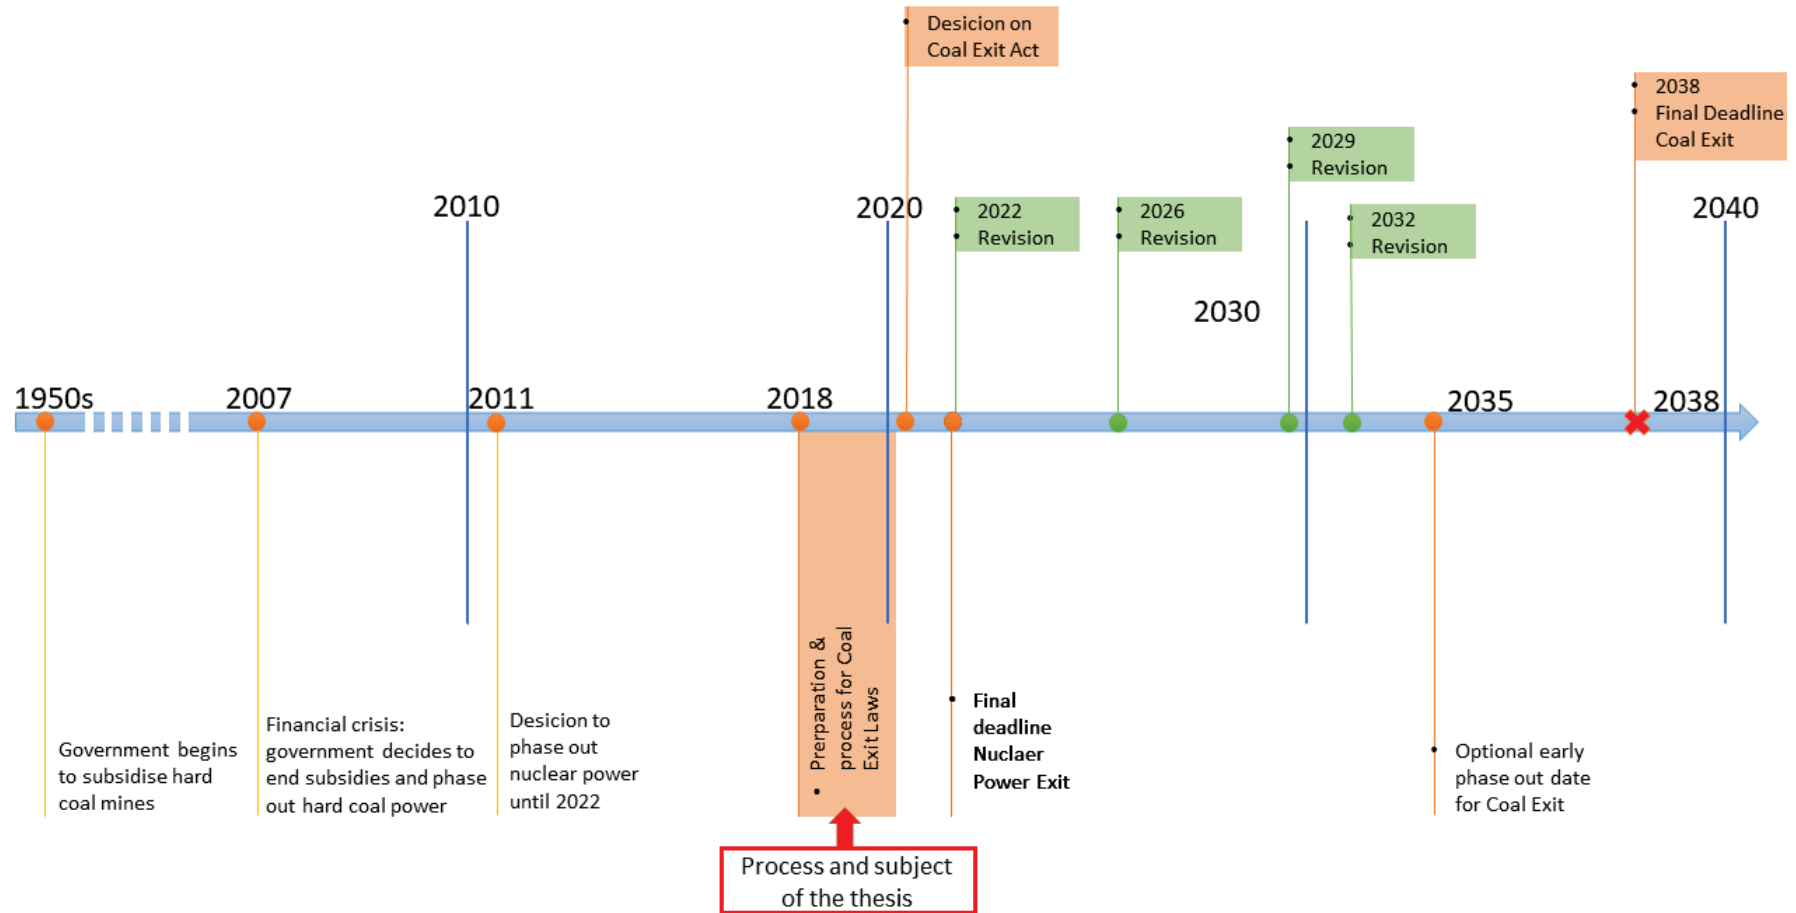 Desicion on
Coal Exit Act
2038
Final Deadline
Coal Exit
2029
Revision
2010
2020
2022
Revision
2026
Revision
2032
Revision
2040
2030
1950s
2007
2011
2018
2035
2038
Government begins
to subsidise hard
coal mines
Financial crisis:
government decides to
end subsidies and phase
out hard coal power
Desicion to
phase out
nuclear power
until 2022
Prerparation &
process for Coal
Exit Laws
Final
deadline
Nuclaer
Power Exit
Optional early
phase out date
for Coal Exit
Process and subject
of the thesis